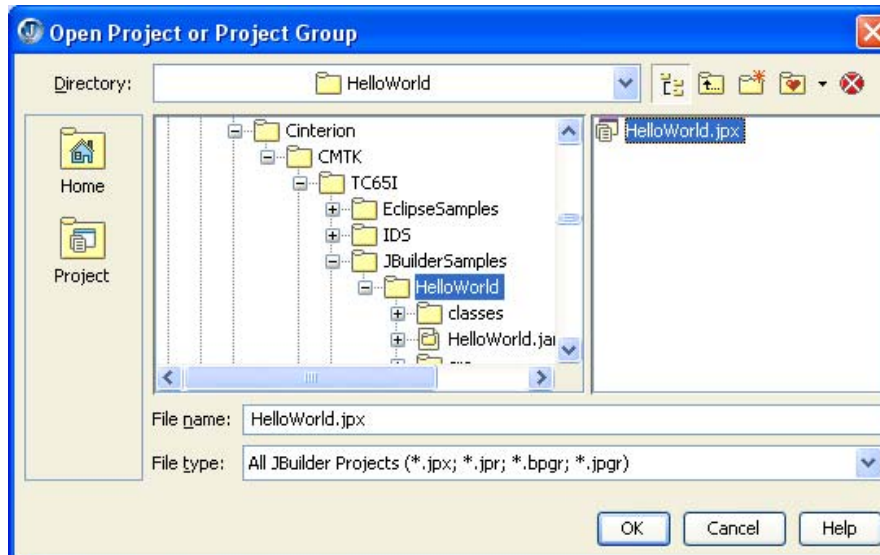 Open Project or Project Group
Directory:
HelloWorld
Home
Project
Cinterion
CMTK
TC65I
EclipseSamples
IDS
JBuilderSamples
HelloWorld
classes
HelloWorld.jar
HelloWorld.jpx
File name:
HelloWorld.jpx
File type:
All JBuilder Projects (*.jpx; *.jpr; *.bpgr; *.jpgr)
OK
Cancel
Help